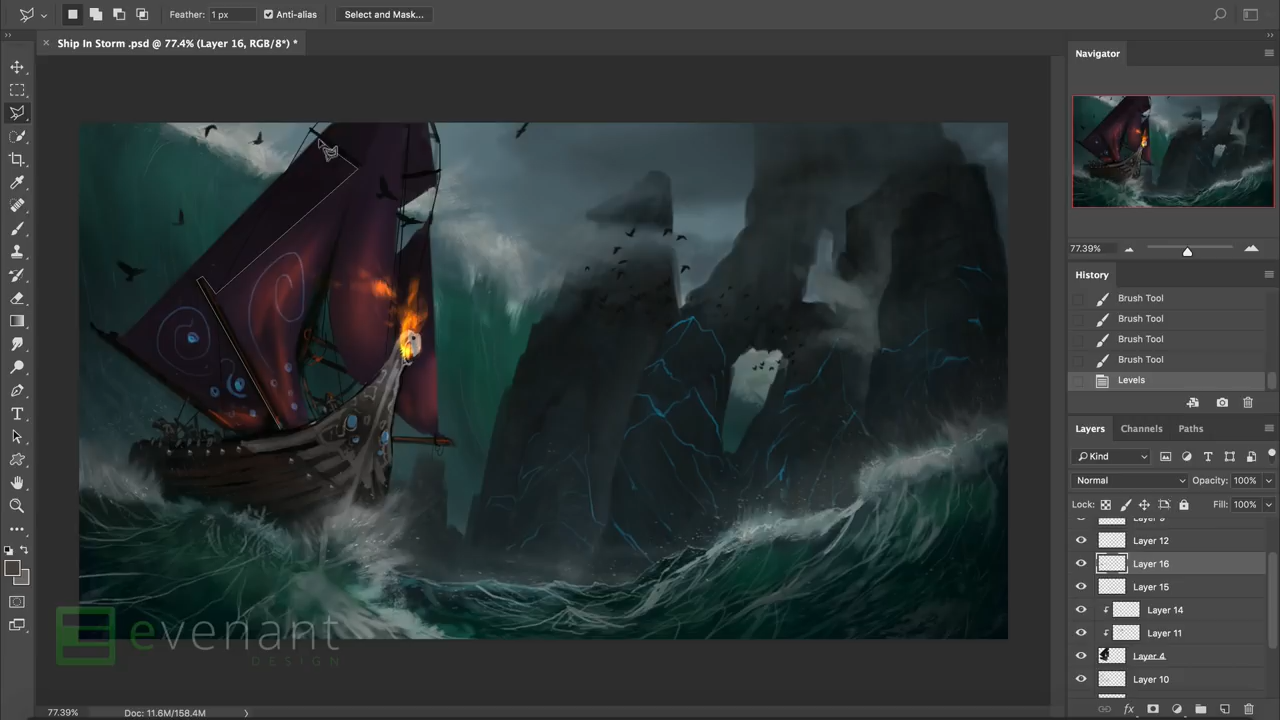 Feather: 1 px Anti-alias Select and Mask...
Ship In Storm .psd @ 77.4% (Layer 16, RGB/8*) *
Navigator
77.39%
History
Brush Tool
Brush Tool
Brush Tool
Brush Tool
Levels
Layers Channels Paths
Kind
Normal Opacity: 100%
Lock: Fill: 100%
Layer 12
Layer 16
Layer 15
Layer 14
Layer 11
Layer 4
Layer 10
evenant
DESIGN
77.39% Doc: 11.6M/158.4M